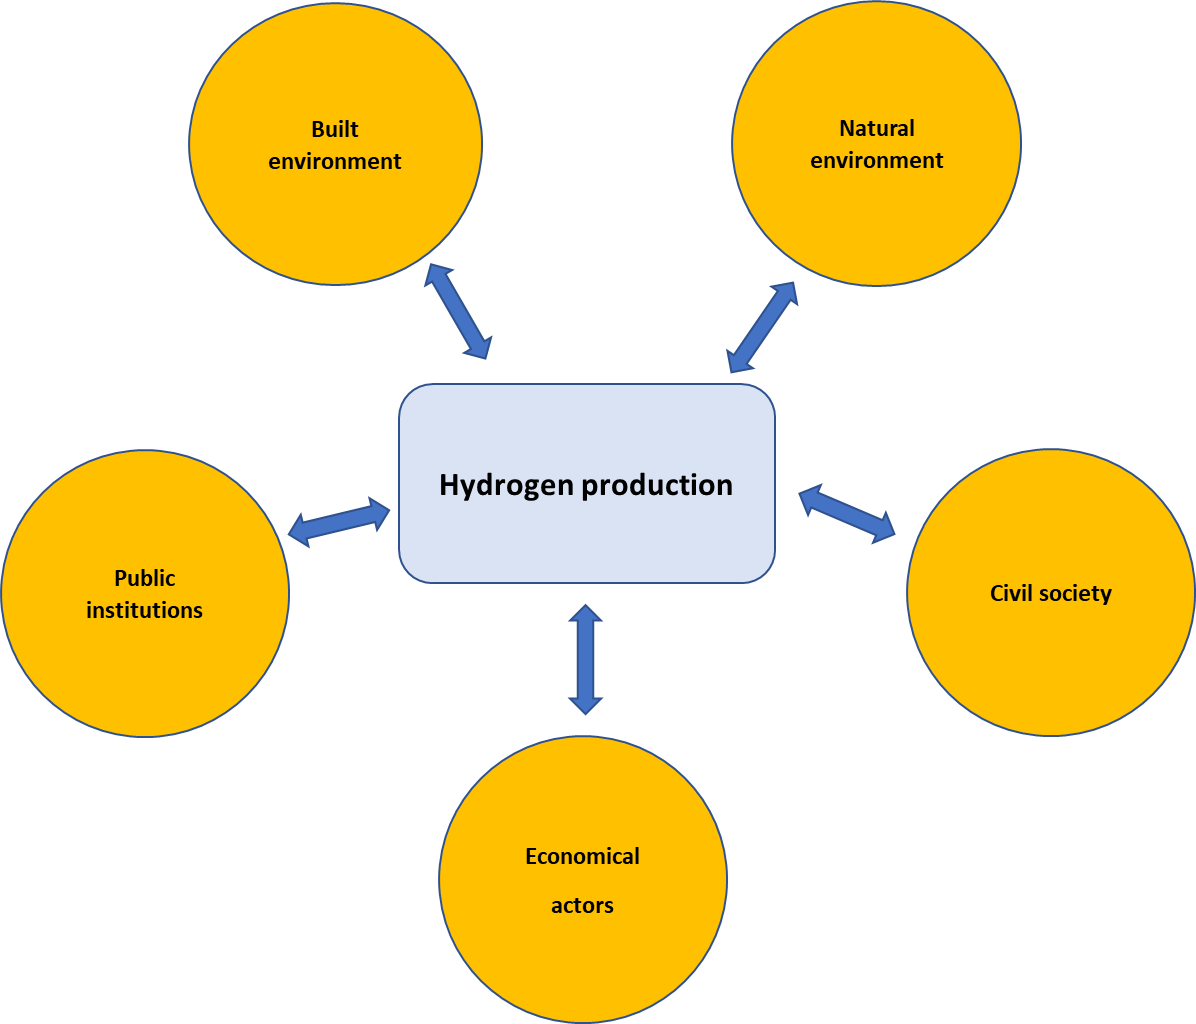 Built
environment
Natural
environment
Hydrogen production
Public
institutions
Civil society
Economical
actors